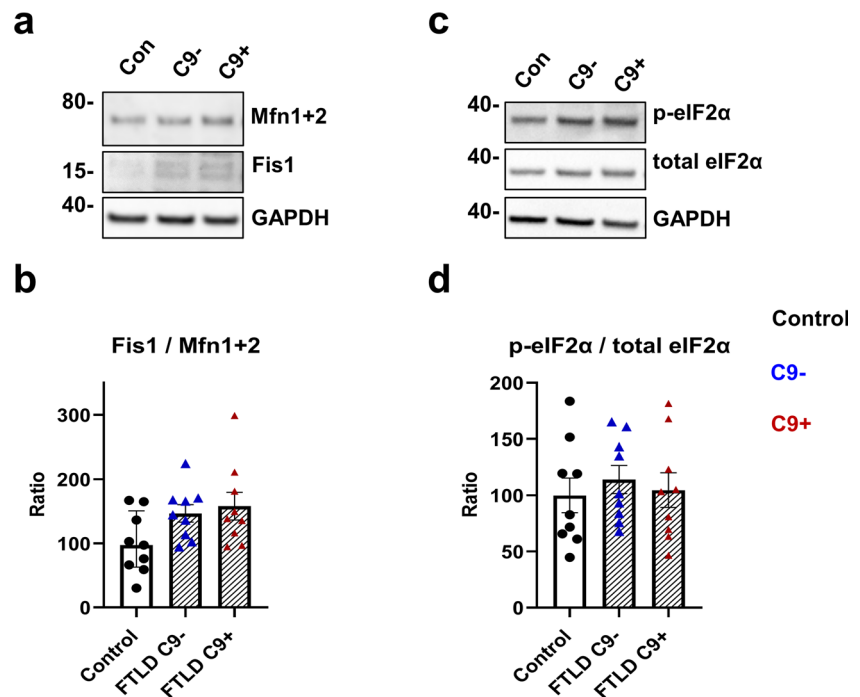 a
Con C9- C9+
80- Mfn1+2
15- Fis1
40- GAPDH
c
Con C9- C9+
40- p-eIF2α
40- total eIF2α
40- GAPDH
b
Fis1 / Mfn1+2
Ratio
300
200
100
0
Control FTLD C9- FTLD C9+
d
p-eIF2α / total eIF2α
Ratio
200
150
100
50
0
Control FTLD C9- FTLD C9+
Control
C9-
C9+